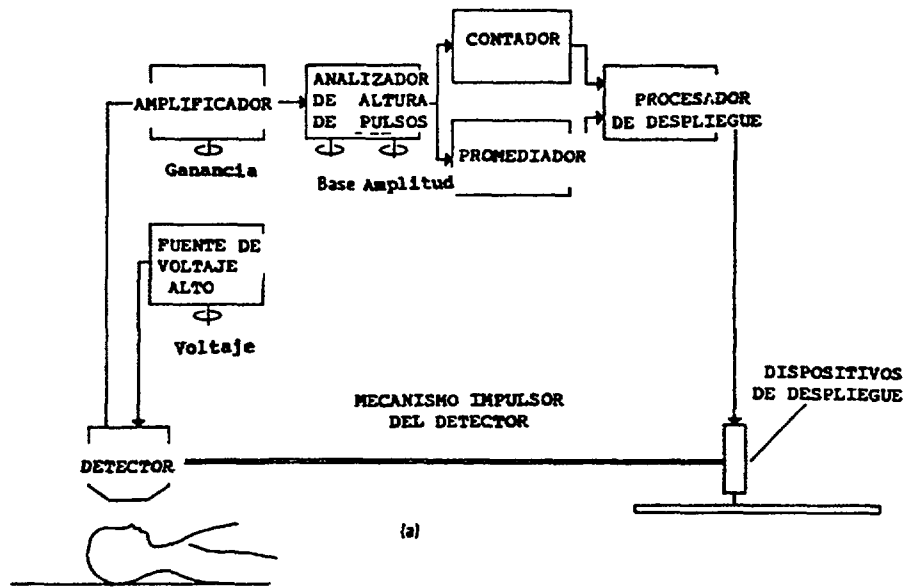 CONTADOR
ANALIZADOR
DE ALTURA
DE PULSOS
AMPLIFICADOR
PROCESADOR
DE DESPLIEGUE
PROMEDIADOR
Ganancia
Base Amplitud
FUENTE DE
VOLTAJE
ALTO
Voltaje
DISPOSITIVOS
DE DESPLIEGUE
MECANISMO IMPULSOR
DEL DETECTOR
DETECTOR
(a)